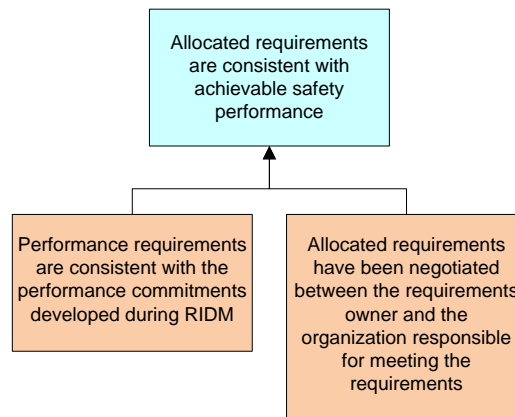 Allocated requirements
are consistent with
achievable safety
performance
Performance requirements
are consistent with the
performance commitments
developed during RIDM
Allocated requirements
have been negotiated
between the requirements
owner and the
organization responsible
for meeting the
requirements